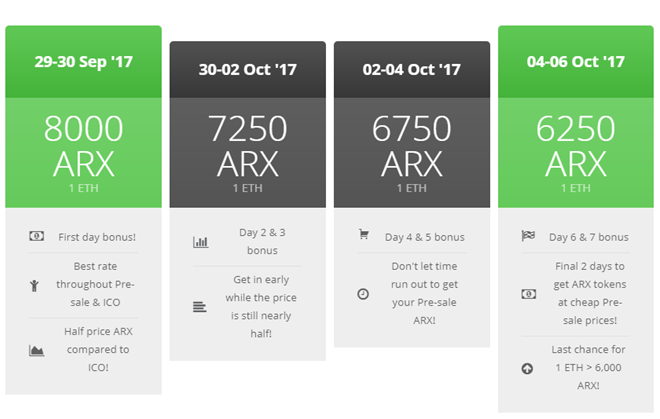 29-30 Sep '17
8000
ARX
1 ETH
First day bonus!
Best rate
throughout Pre-
sale & ICO
Half price ARX
compared to
ICO!
30-02 Oct '17
7250
ARX
1 ETH
Day 2 & 3
bonus
Get in early
while the price
is still nearly
half!
02-04 Oct '17
6750
ARX
1 ETH
Day 4 & 5 bonus
Don't let time
run out to get
your Pre-sale
ARX!
04-06 Oct '17
6250
ARX
1 ETH
Day 6 & 7 bonus
Final 2 days to
get ARX tokens
at cheap Pre-
sale prices!
Last chance for
1 ETH > 6,000
ARX!